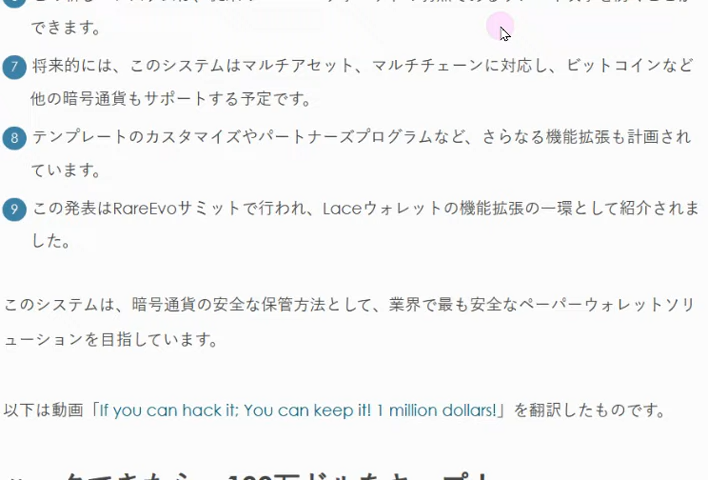 できます。
7 将来的には、このシステムはマルチアセット、マルチチェーンに対応し、ビットコインなど
他の暗号通貨もサポートする予定です。
8 テンプレートのカスタマイズやパートナーズプログラムなど、さらなる機能拡張も計画され
ています。
9 この発表はRareEvoサミットで行われ、Laceウォレットの機能拡張の一環として紹介されま
した。
このシステムは、暗号通貨の安全な保管方法として、業界で最も安全なペーパーウォレットソリ
ューションを目指しています。
以下は動画「If you can hack it; You can keep it! 1 million dollars!」を翻訳したものです。